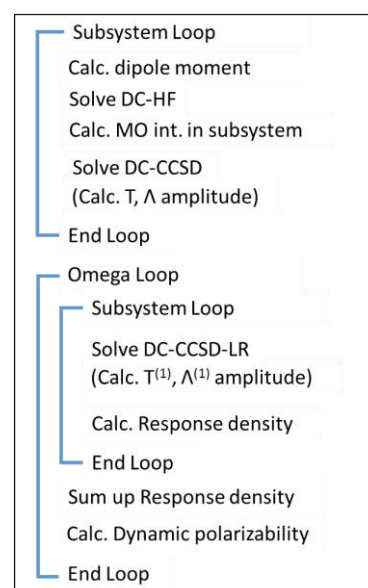 Subsystem Loop
Calc. dipole moment
Solve DC-HF
Calc. MO int. in subsystem
Solve DC-CCSD
(Calc. T, Λ amplitude)
End Loop
Omega Loop
Subsystem Loop
Solve DC-CCSD-LR
(Calc. T⁽¹⁾, Λ⁽¹⁾ amplitude)
Calc. Response density
End Loop
Sum up Response density
Calc. Dynamic polarizability
End Loop